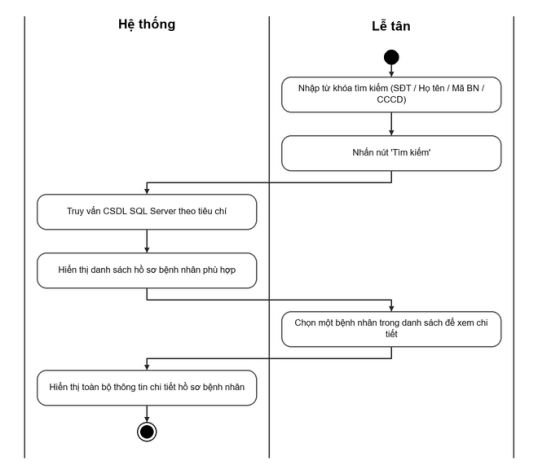 Hệ thống
Lễ tân
Nhập từ khóa tìm kiếm (SĐT / Họ tên / Mã BN /
CCCD)
Nhấn nút 'Tìm kiếm'
Truy vấn CSDL SQL Server theo tiêu chí
Hiển thị danh sách hồ sơ bệnh nhân phù hợp
Chọn một bệnh nhân trong danh sách để xem chi
tiết
Hiển thị toàn bộ thông tin chi tiết hồ sơ bệnh nhân